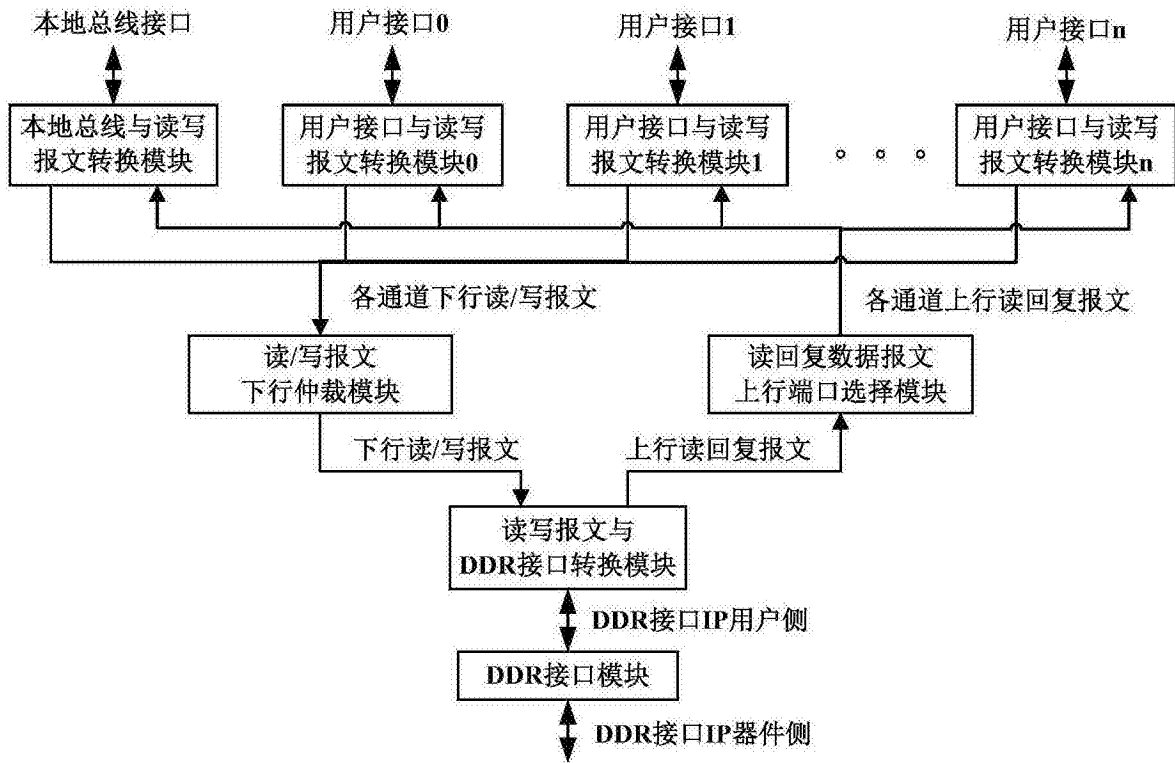 本地总线接口
用户接口0
用户接口1
用户接口n
本地总线与读写
报文转换模块
用户接口与读写
报文转换模块0
用户接口与读写
报文转换模块1
用户接口与读写
报文转换模块n
各通道下行读/写报文
各通道上行读回复报文
读/写报文
下行仲裁模块
读回复数据报文
上行端口选择模块
下行读/写报文
上行读回复报文
读写报文与
DDR接口转换模块
DDR接口IP用户侧
DDR接口模块
DDR接口IP器件侧